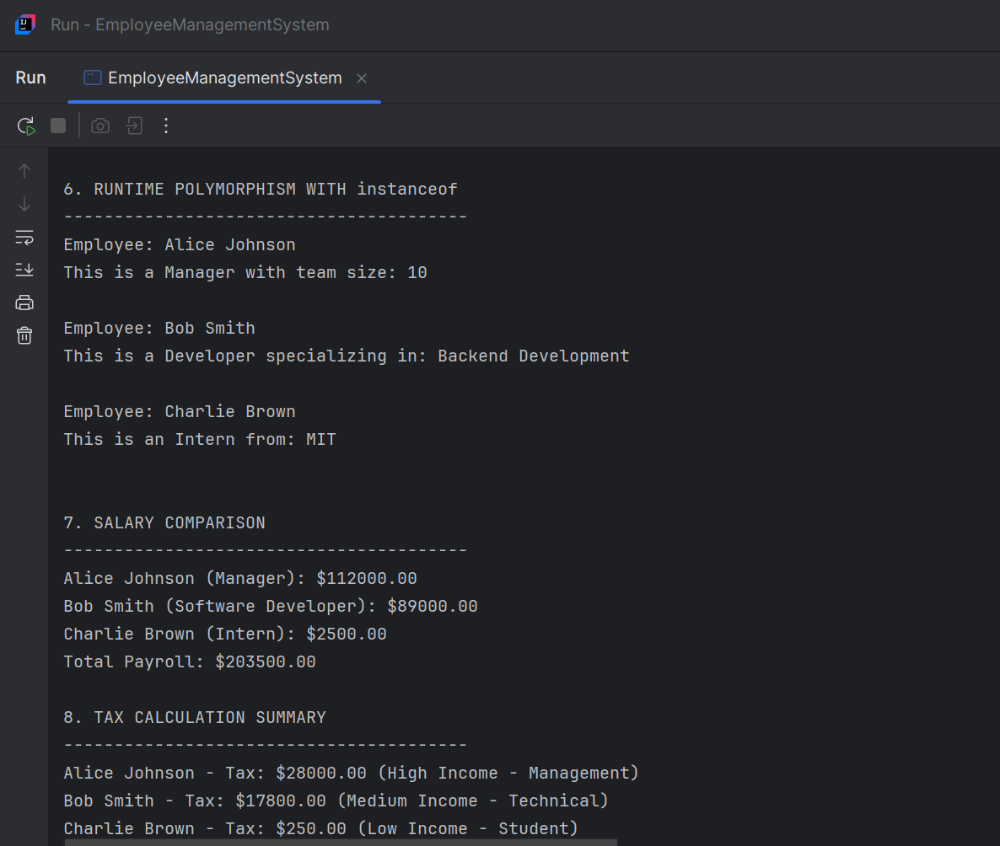 Run - EmployeeManagementSystem
Run EmployeeManagementSystem
6. RUNTIME POLYMORPHISM WITH instanceof
----------------------------------------
Employee: Alice Johnson
This is a Manager with team size: 10
Employee: Bob Smith
This is a Developer specializing in: Backend Development
Employee: Charlie Brown
This is an Intern from: MIT
7. SALARY COMPARISON
----------------------------------------
Alice Johnson (Manager): $112000.00
Bob Smith (Software Developer): $89000.00
Charlie Brown (Intern): $2500.00
Total Payroll: $203500.00
8. TAX CALCULATION SUMMARY
----------------------------------------
Alice Johnson - Tax: $28000.00 (High Income - Management)
Bob Smith - Tax: $17800.00 (Medium Income - Technical)
Charlie Brown - Tax: $250.00 (Low Income - Student)